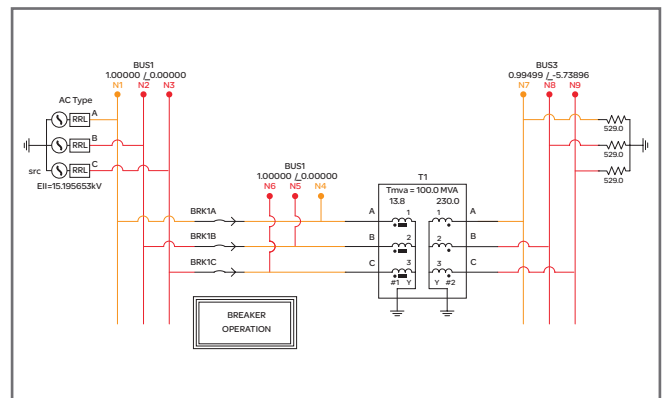 BUS1
1.00000 /_0.00000
N1 N2 N3
AC Type
A
RRL
B
RRL
C
RRL
src
Ell=15.195653kV
BUS1
1.00000 /_0.00000
N6 N5 N4
BRK1A
BRK1B
BRK1C
BREAKER
OPERATION
T1
Tmva = 100.0 MVA
13.8 230.0
A 1 1 A
B 2 2 B
C 3 3 C
#1 Y Y #2
BUS3
0.99499 /_-5.73896
N7 N8 N9
529.0
529.0
529.0